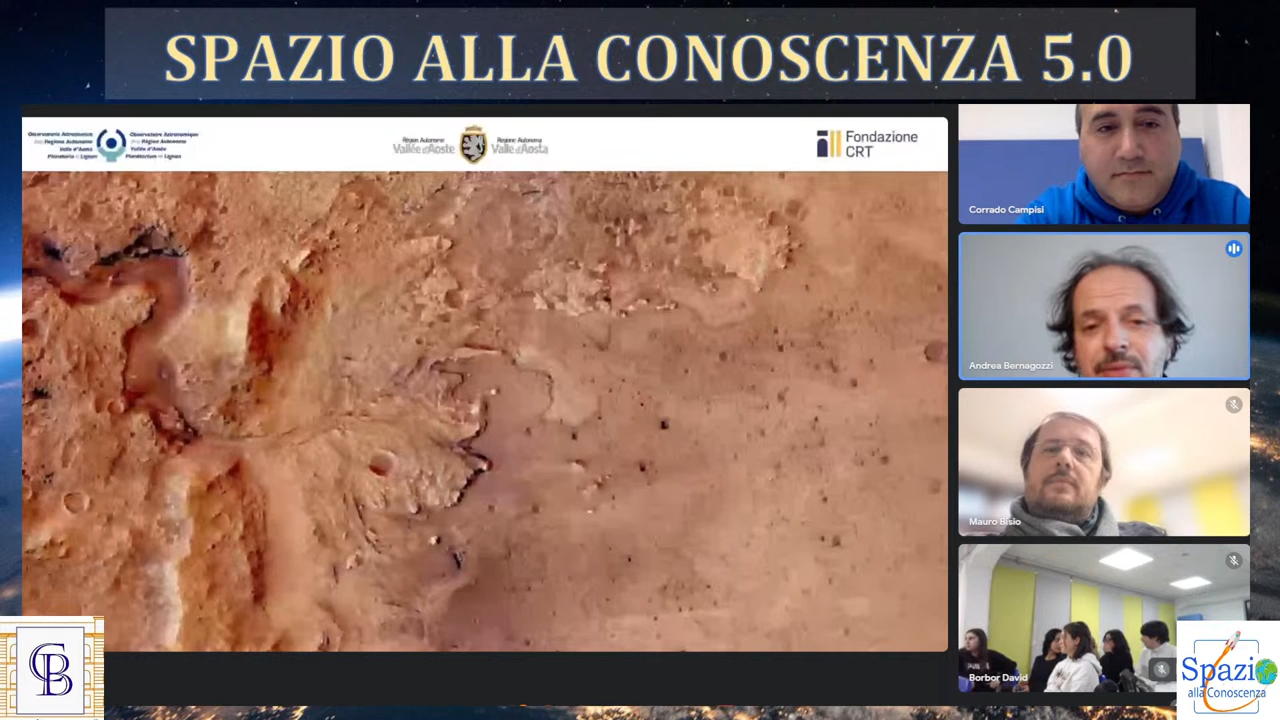 SPAZIO ALLA CONOSCENZA 5.0
Osservatorio Astronomico
della Regione Autonoma
Valle d'Aosta
Planetario di Lignan
Observatoire Astronomique
de la Région Autonome
Vallée d'Aoste
Planétarium de Lignan
Région Autonome
Vallée d'Aoste
Regione Autonoma
Valle d'Aosta
Fondazione
CRT
Corrado Campisi
Andrea Bernagozzi
Mauro Bisio
Borbor David
CB
Spazio
alla Conoscenza